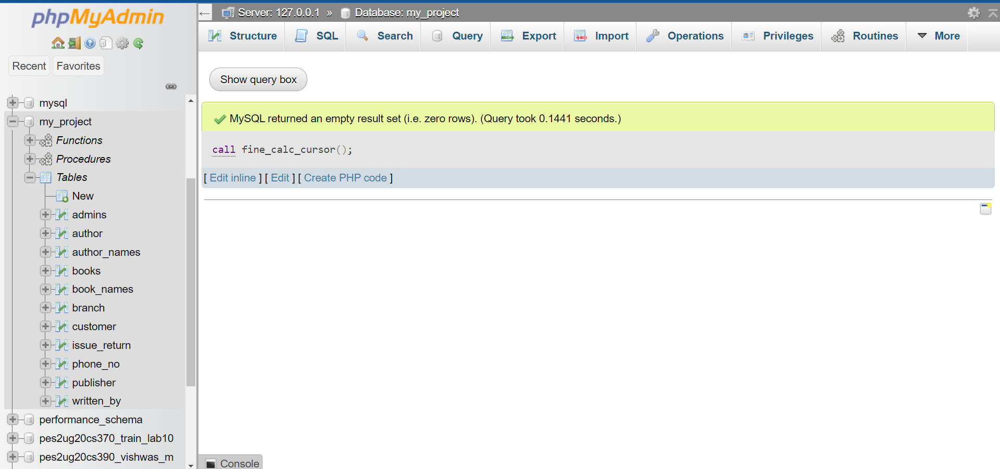 phpMyAdmin
Recent Favorites
mysql
my_project
Functions
Procedures
Tables
New
admins
author
author_names
books
book_names
branch
customer
issue_return
phone_no
publisher
written_by
performance_schema
pes2ug20cs370_train_lab10
pes2ug20cs390_vishwas_m
Server: 127.0.0.1 » Database: my_project
Structure SQL Search Query Export Import Operations Privileges Routines More
Show query box
MySQL returned an empty result set (i.e. zero rows). (Query took 0.1441 seconds.)
call fine_calc_cursor();
[ Edit inline ] [ Edit ] [ Create PHP code ]
Console